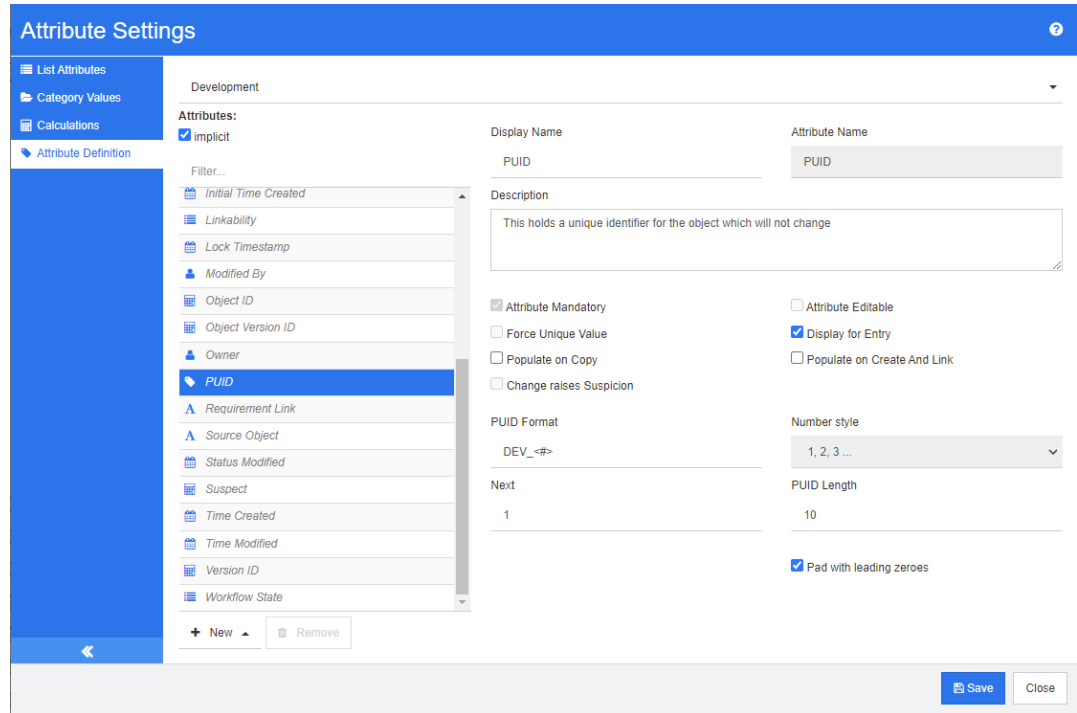 Attribute Settings
List Attributes
Category Values
Calculations
Attribute Definition
Development
Attributes:
implicit
Filter...
Initial Time Created
Linkability
Lock Timestamp
Modified By
Object ID
Object Version ID
Owner
PUID
Requirement Link
Source Object
Status Modified
Suspect
Time Created
Time Modified
Version ID
Workflow State
New
Remove
Display Name
Attribute Name
PUID
PUID
Description
This holds a unique identifier for the object which will not change
Attribute Mandatory
Attribute Editable
Force Unique Value
Display for Entry
Populate on Copy
Populate on Create And Link
Change raises Suspicion
PUID Format
Number style
DEV_<#>
1, 2, 3 ...
Next
PUID Length
1
10
Pad with leading zeroes
Save
Close